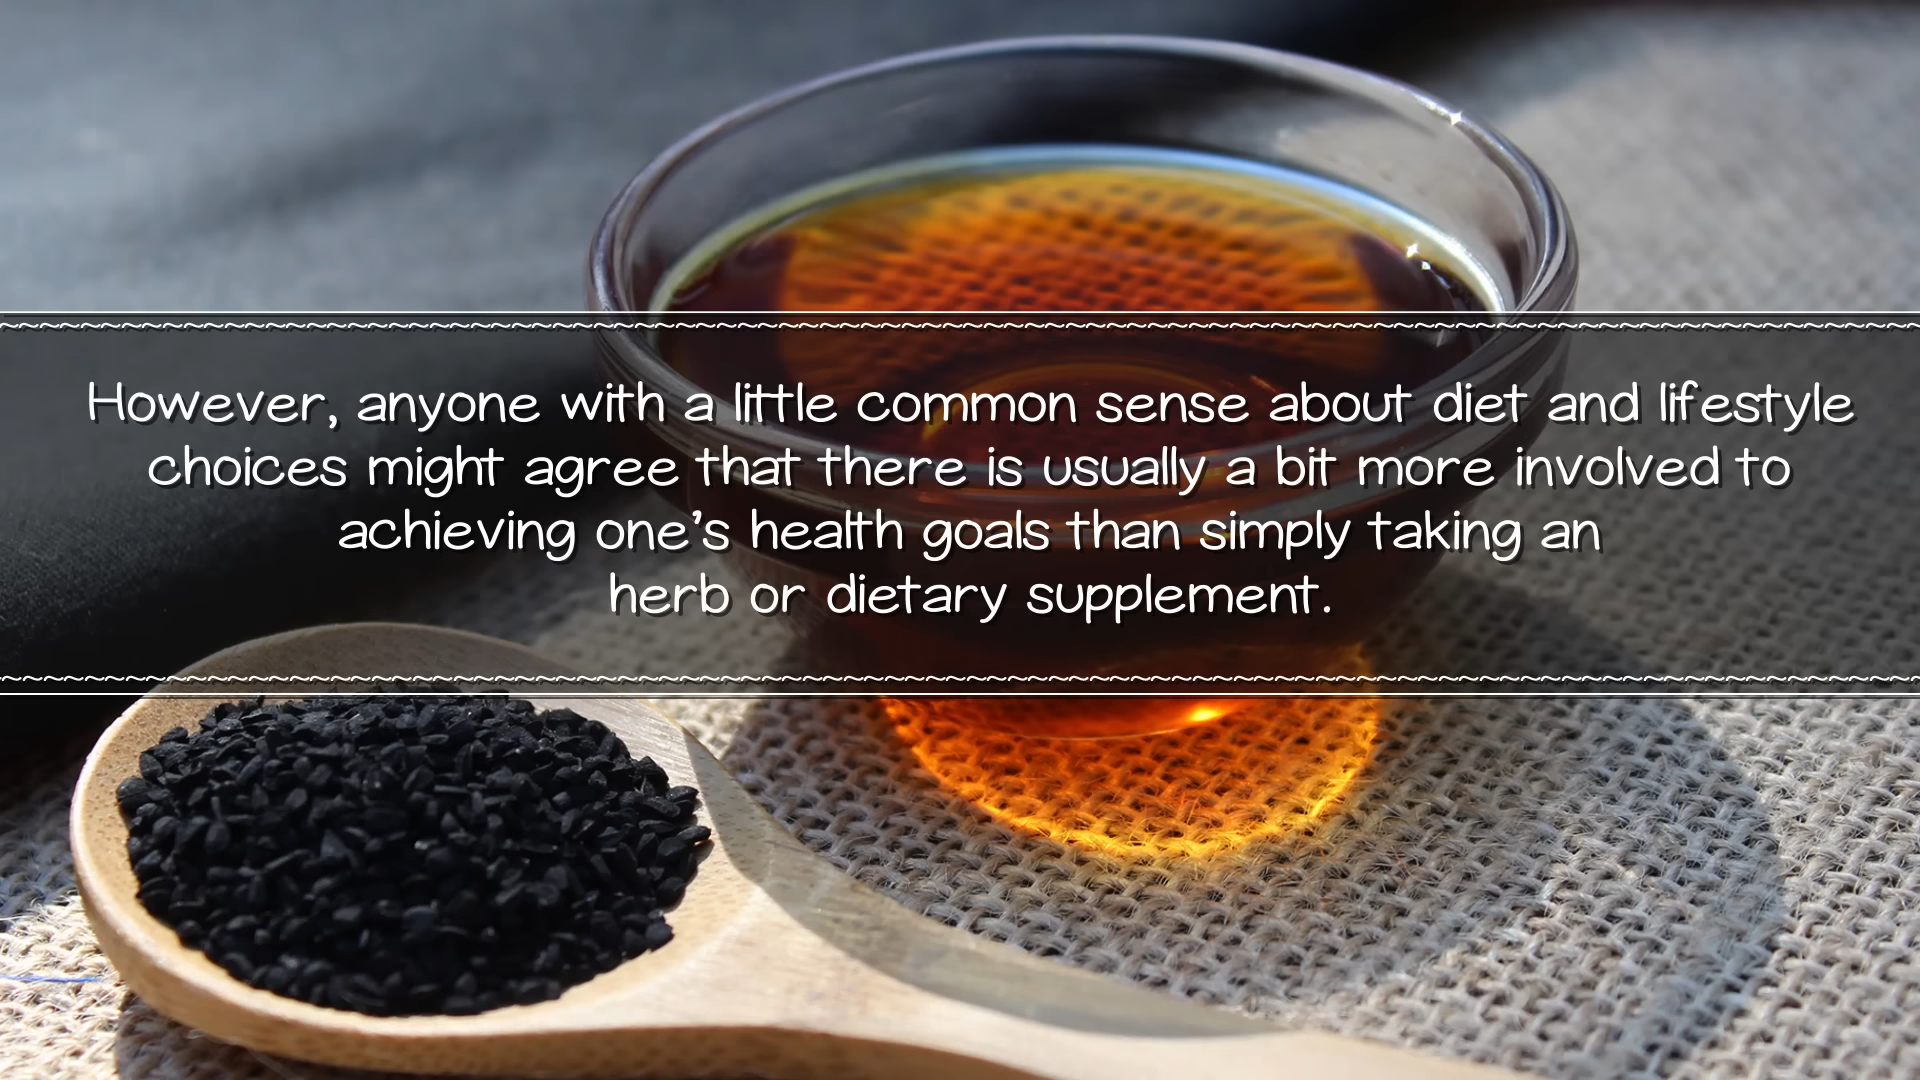 However, anyone with a little common sense about diet and lifestyle
choices might agree that there is usually a bit more involved to
achieving one's health goals than simply taking an
herb or dietary supplement.